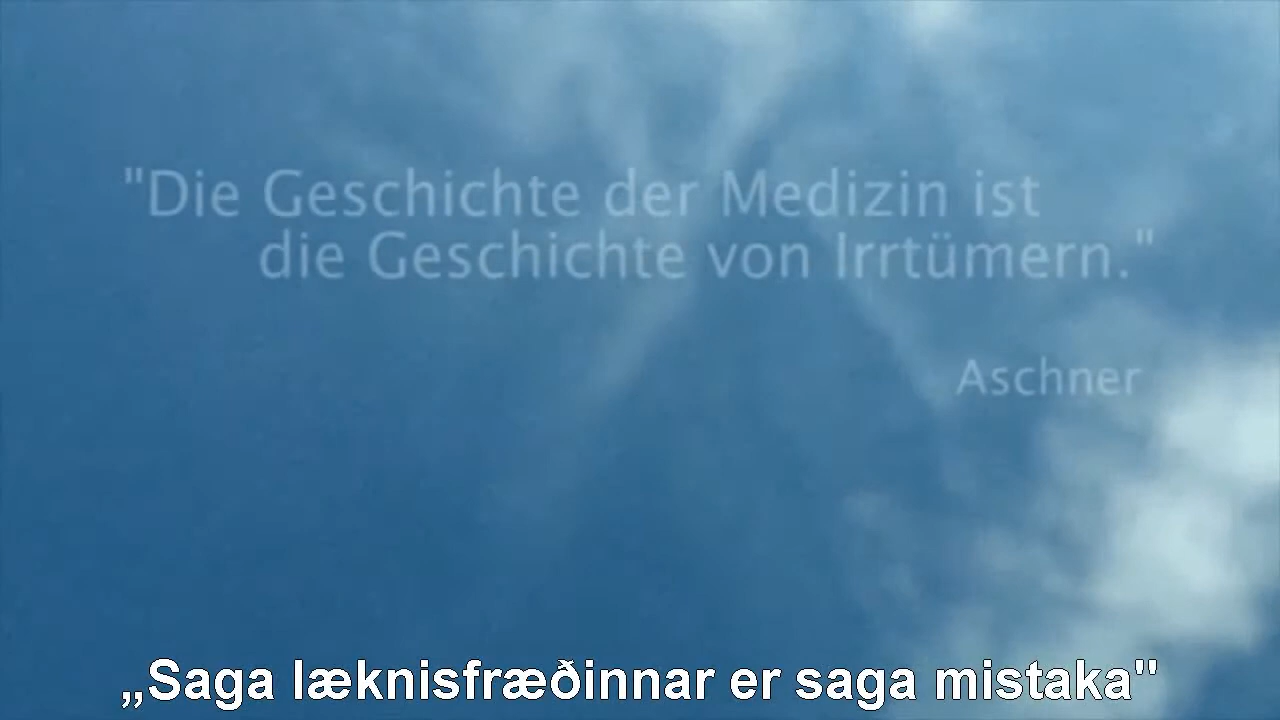 "Die Geschichte der Medizin ist
die Geschichte von Irrtümern."
Aschner
„Saga læknisfræðinnar er saga mistaka"